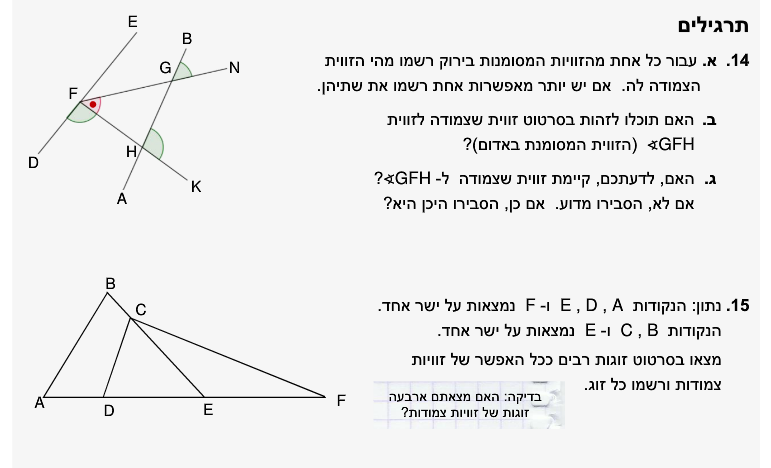 תרגילים
14. א. עבור כל אחת מהזוויות המסומנות בירוק רשמו מהי הזווית
הצמודה לה. אם יש יותר מאפשרות אחת רשמו את שתיהן.
ב. האם תוכלו לזהות בסרטוט זווית שצמודה לזווית
∢GFH (הזווית המסומנת באדום)?
ג. האם, לדעתכם, קיימת זווית שצמודה ל- ∢GFH?
אם לא, הסבירו מדוע. אם כן, הסבירו היכן היא?
E
B
G
N
F
D
H
K
A
15. נתון: הנקודות E , D , A ו- F נמצאות על ישר אחד.
הנקודות C , B ו- E נמצאות על ישר אחד.
מצאו בסרטוט זוגות רבים ככל האפשר של זוויות
צמודות ורשמו כל זוג.
בדיקה: האם מצאתם ארבעה
זוגות של זוויות צמודות?
B
C
A
D
E
F